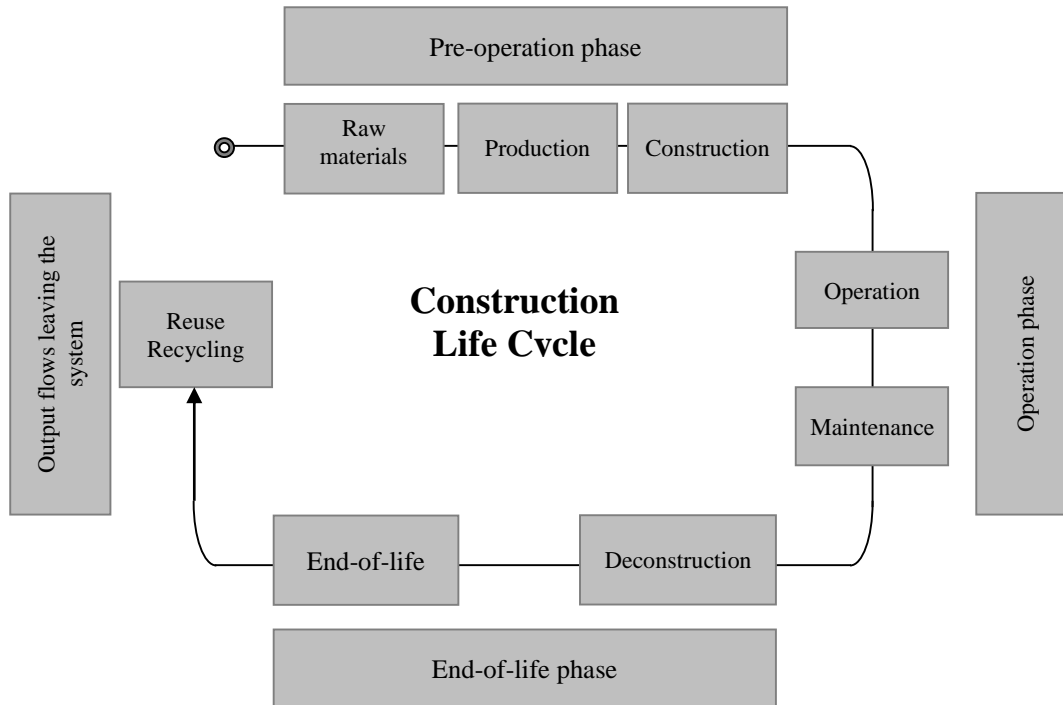 Pre-operation phase
Raw
materials
Production
Construction
Output flows leaving the
system
Reuse
Recycling
Construction
Life Cycle
Operation
Maintenance
Operation phase
End-of-life
Deconstruction
End-of-life phase